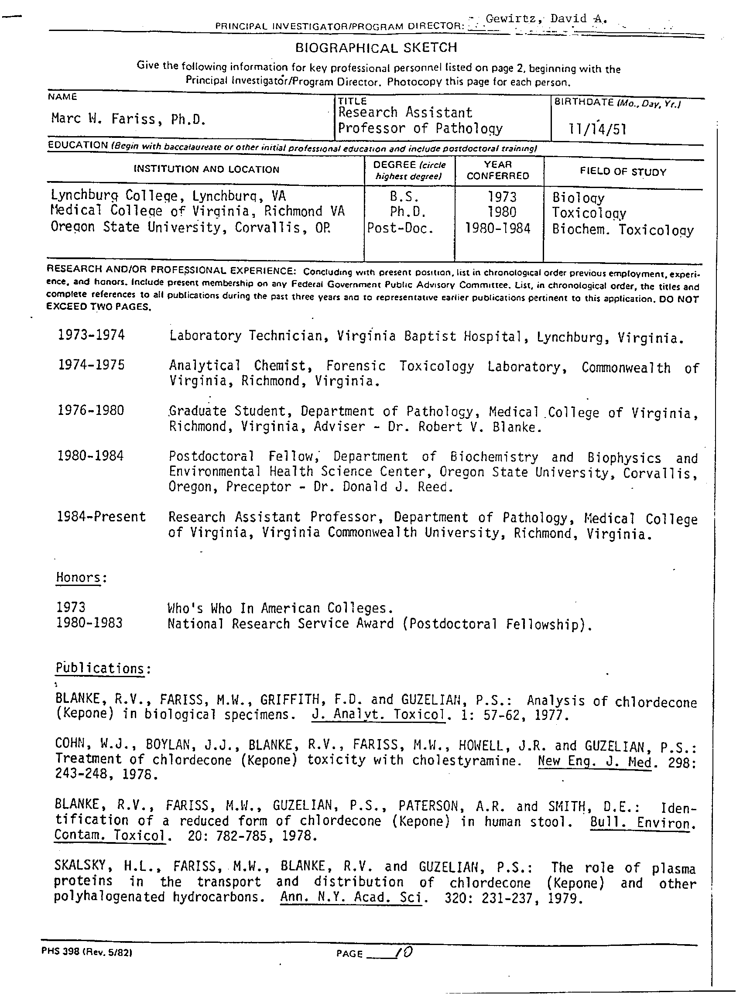 PRINCIPAL INVESTIGATOR/PROGRAM DIRECTOR: Gewirtz, David A.
BIOGRAPHICAL SKETCH
Give the following information for key professional personnel listed on page 2, beginning with the
Principal Investigator/Program Director. Photocopy this page for each person.
NAME TITLE BIRTHDATE (Mo., Day, Yr.)
Marc W. Fariss, Ph.D. Research Assistant
Professor of Pathology 11/14/51
EDUCATION (Begin with baccalaureate or other initial professional education and include postdoctoral training)
INSTITUTION AND LOCATION DEGREE (circle highest degree) YEAR CONFERRED FIELD OF STUDY
Lynchburg College, Lynchburg, VA B.S. 1973 Biology
Medical College of Virginia, Richmond VA Ph.D. 1980 Toxicology
Oregon State University, Corvallis, OR Post-Doc. 1980-1984 Biochem. Toxicology
RESEARCH AND/OR PROFESSIONAL EXPERIENCE: Concluding with present position, list in chronological order previous employment, experi-
ence, and honors. Include present membership on any Federal Government Public Advisory Committee. List, in chronological order, the titles and
complete references to all publications during the past three years and to representative earlier publications pertinent to this application. DO NOT
EXCEED TWO PAGES.
1973-1974 Laboratory Technician, Virginia Baptist Hospital, Lynchburg, Virginia.
1974-1975 Analytical Chemist, Forensic Toxicology Laboratory, Commonwealth of
Virginia, Richmond, Virginia.
1976-1980 Graduate Student, Department of Pathology, Medical College of Virginia,
Richmond, Virginia, Adviser - Dr. Robert V. Blanke.
1980-1984 Postdoctoral Fellow, Department of Biochemistry and Biophysics and
Environmental Health Science Center, Oregon State University, Corvallis,
Oregon, Preceptor - Dr. Donald J. Reed.
1984-Present Research Assistant Professor, Department of Pathology, Medical College
of Virginia, Virginia Commonwealth University, Richmond, Virginia.
Honors:
1973 Who's Who In American Colleges.
1980-1983 National Research Service Award (Postdoctoral Fellowship).
Publications:
BLANKE, R.V., FARISS, M.W., GRIFFITH, F.D. and GUZELIAN, P.S.: Analysis of chlordecone
(Kepone) in biological specimens. J. Analyt. Toxicol. 1: 57-62, 1977.
COHN, W.J., BOYLAN, J.J., BLANKE, R.V., FARISS, M.W., HOWELL, J.R. and GUZELIAN, P.S.:
Treatment of chlordecone (Kepone) toxicity with cholestyramine. New Eng. J. Med. 298:
243-248, 1978.
BLANKE, R.V., FARISS, M.W., GUZELIAN, P.S., PATERSON, A.R. and SMITH, D.E.: Iden-
tification of a reduced form of chlordecone (Kepone) in human stool. Bull. Environ.
Contam. Toxicol. 20: 782-785, 1978.
SKALSKY, H.L., FARISS, M.W., BLANKE, R.V. and GUZELIAN, P.S.: The role of plasma
proteins in the transport and distribution of chlordecone (Kepone) and other
polyhalogenated hydrocarbons. Ann. N.Y. Acad. Sci. 320: 231-237, 1979.
PHS 398 (Rev. 5/82) PAGE 10